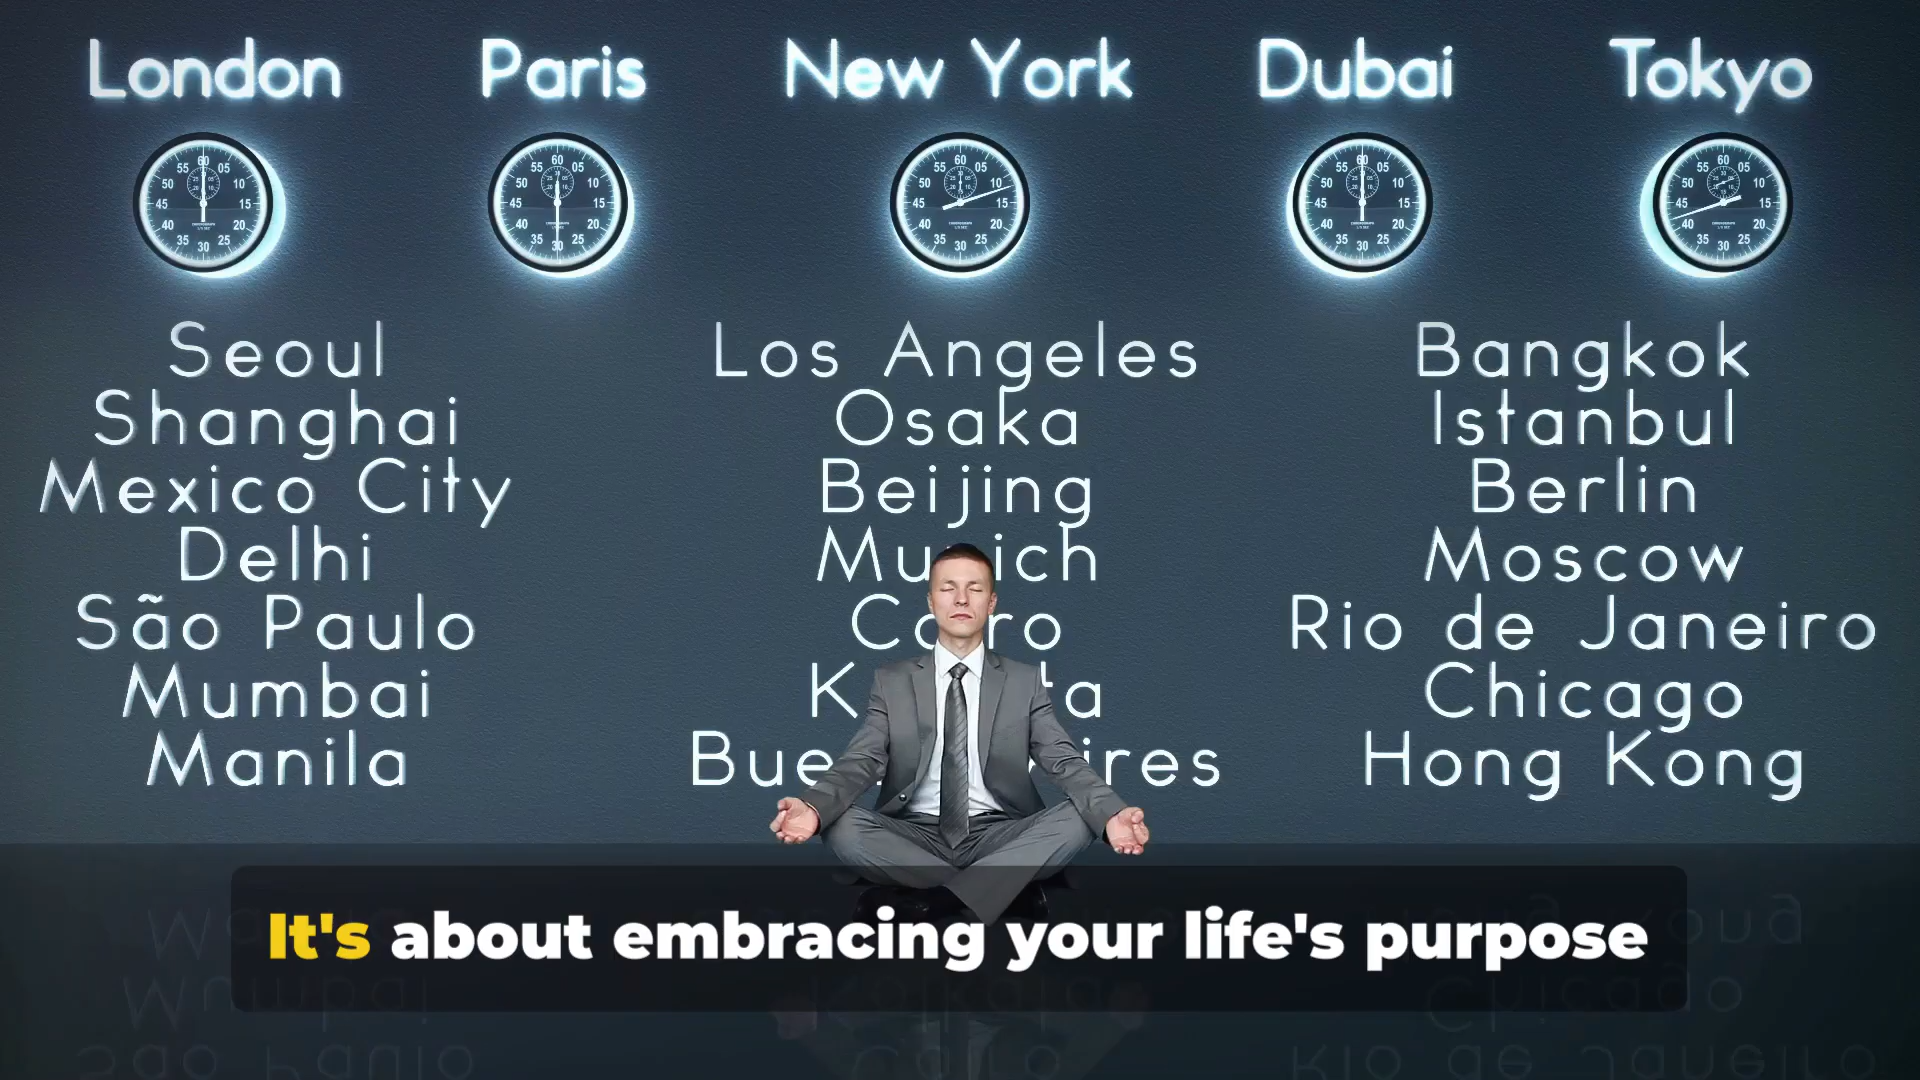 London Paris New York Dubai Tokyo
Seoul Los Angeles Bangkok
Shanghai Osaka Istanbul
Mexico City Beijing Berlin
Delhi Moscow
São Paulo Rio de Janeiro
Mumbai Chicago
Manila Hong Kong
It's about embracing your life's purpose